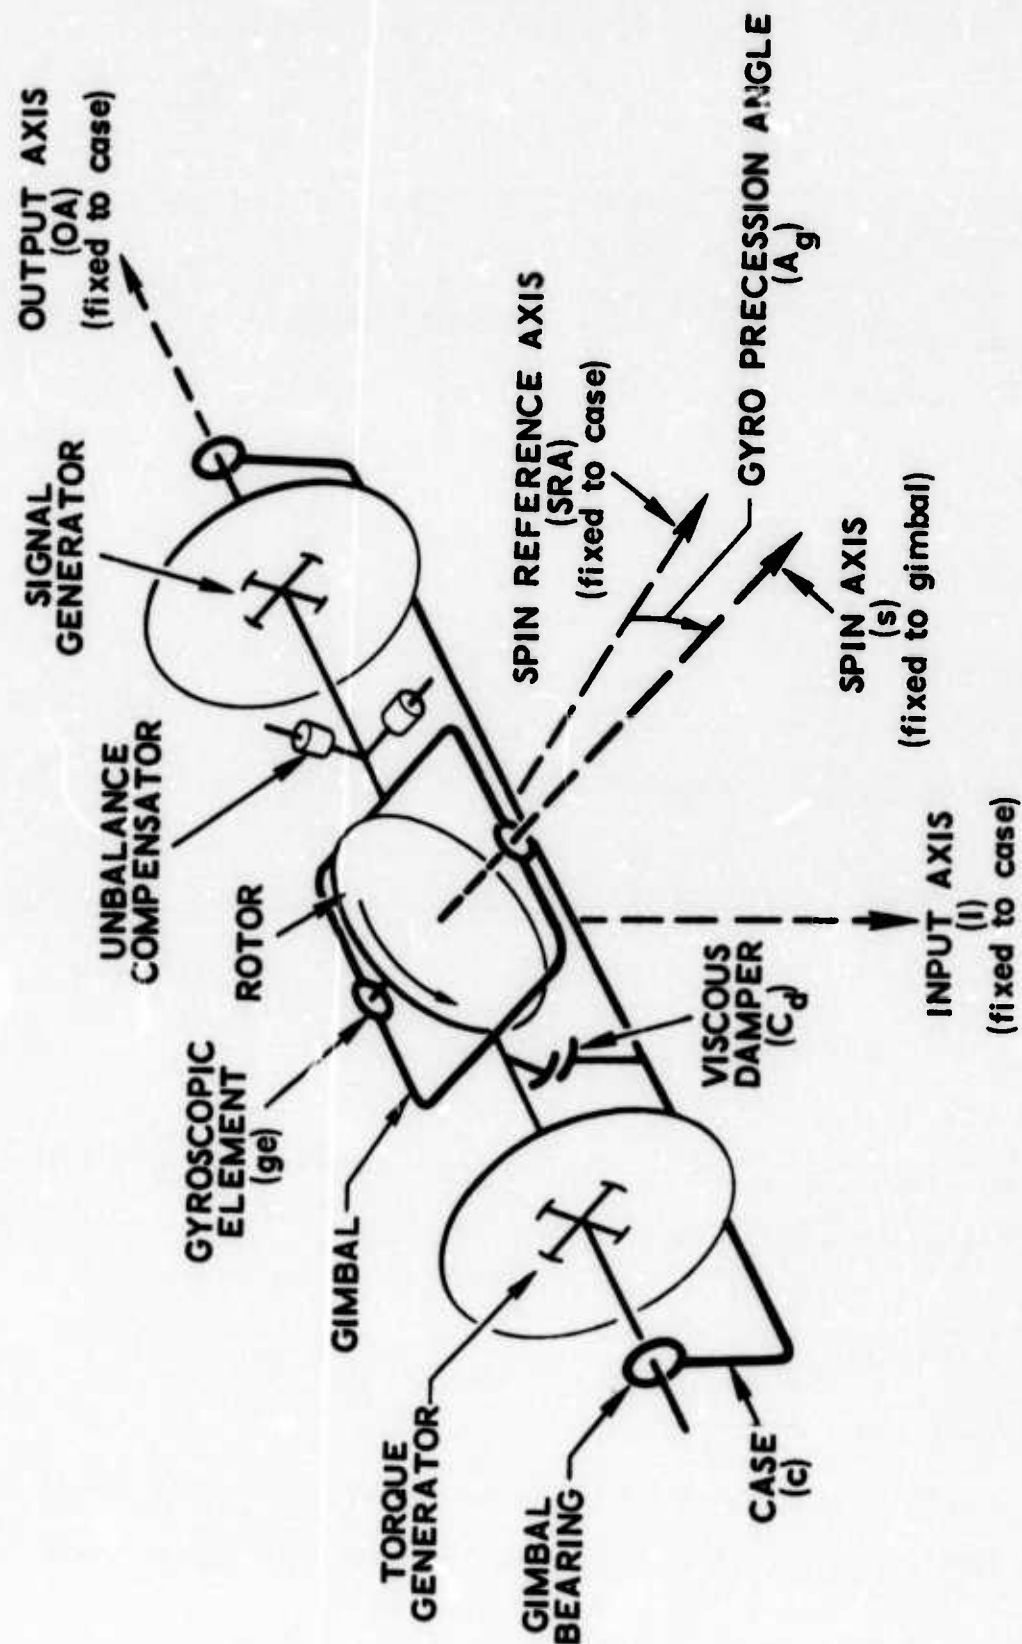 OUTPUT AXIS
(OA)
(fixed to case)
SIGNAL
GENERATOR
UNBALANCE
COMPENSATOR
ROTOR
GYROSCOPIC
ELEMENT
(ge)
GIMBAL
TORQUE
GENERATOR
GIMBAL
BEARING
CASE
(c)
VISCOUS
DAMPER
(C_d)
INPUT AXIS
(I)
(fixed to case)
SPIN AXIS
(s)
(fixed to gimbal)
SPIN REFERENCE AXIS
(SRA)
(fixed to case)
GYRO PRECESSION ANGLE
(A_g)